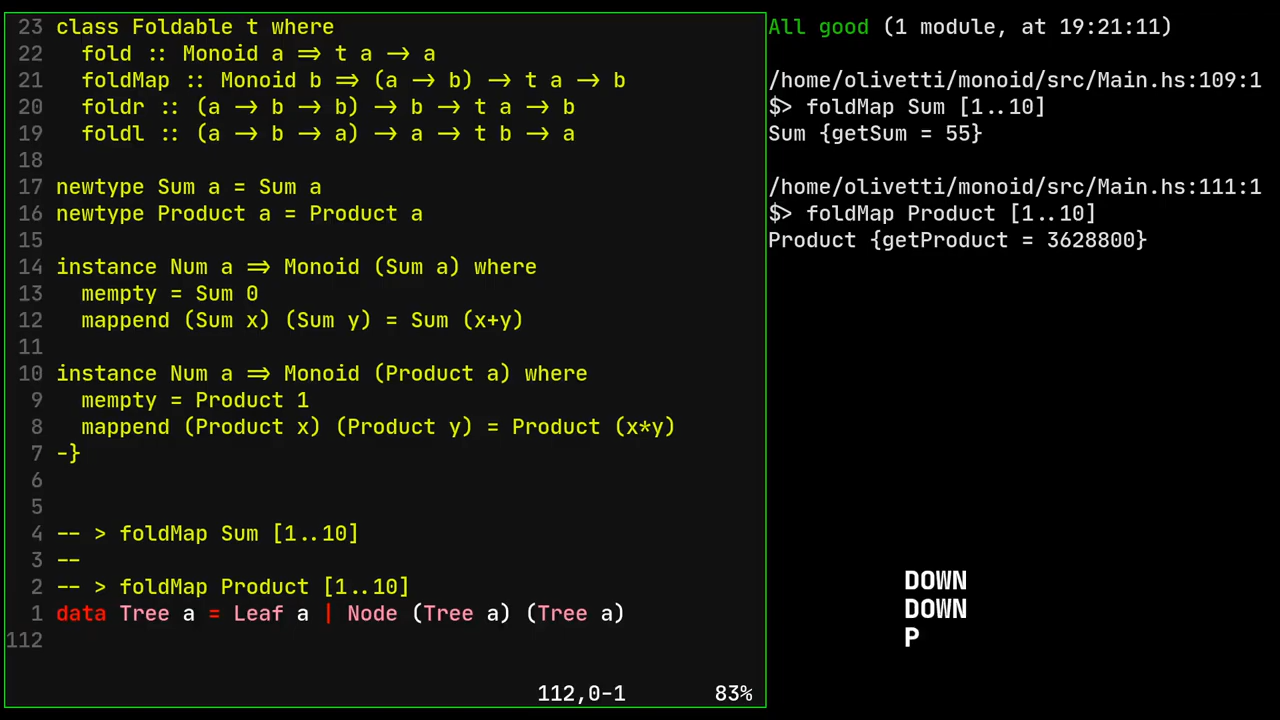 23 class Foldable t where
22   fold :: Monoid a => t a -> a
21   foldMap :: Monoid b => (a -> b) -> t a -> b
20   foldr :: (a -> b -> b) -> b -> t a -> b
19   foldl :: (a -> b -> a) -> a -> t b -> a
18
17 newtype Sum a = Sum a
16 newtype Product a = Product a
15
14 instance Num a => Monoid (Sum a) where
13   mempty = Sum 0
12   mappend (Sum x) (Sum y) = Sum (x+y)
11
10 instance Num a => Monoid (Product a) where
9   mempty = Product 1
8   mappend (Product x) (Product y) = Product (x*y)
7 -}
6
5
4 -- > foldMap Sum [1..10]
3 --
2 -- > foldMap Product [1..10]
1 data Tree a = Leaf a | Node (Tree a) (Tree a)
112
112,0-1 83%
All good (1 module, at 19:21:11)
/home/olivetti/monoid/src/Main.hs:109:1
$> foldMap Sum [1..10]
Sum {getSum = 55}
/home/olivetti/monoid/src/Main.hs:111:1
$> foldMap Product [1..10]
Product {getProduct = 3628800}
DOWN
DOWN
P